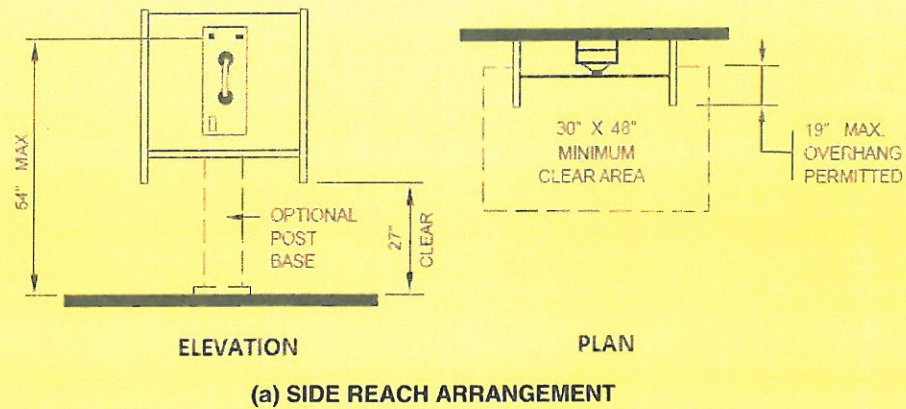 54" MAX
OPTIONAL
POST
BASE
27"
CLEAR
30" X 48"
MINIMUM
CLEAR AREA
19" MAX.
OVERHANG
PERMITTED
ELEVATION
PLAN
(a) SIDE REACH ARRANGEMENT